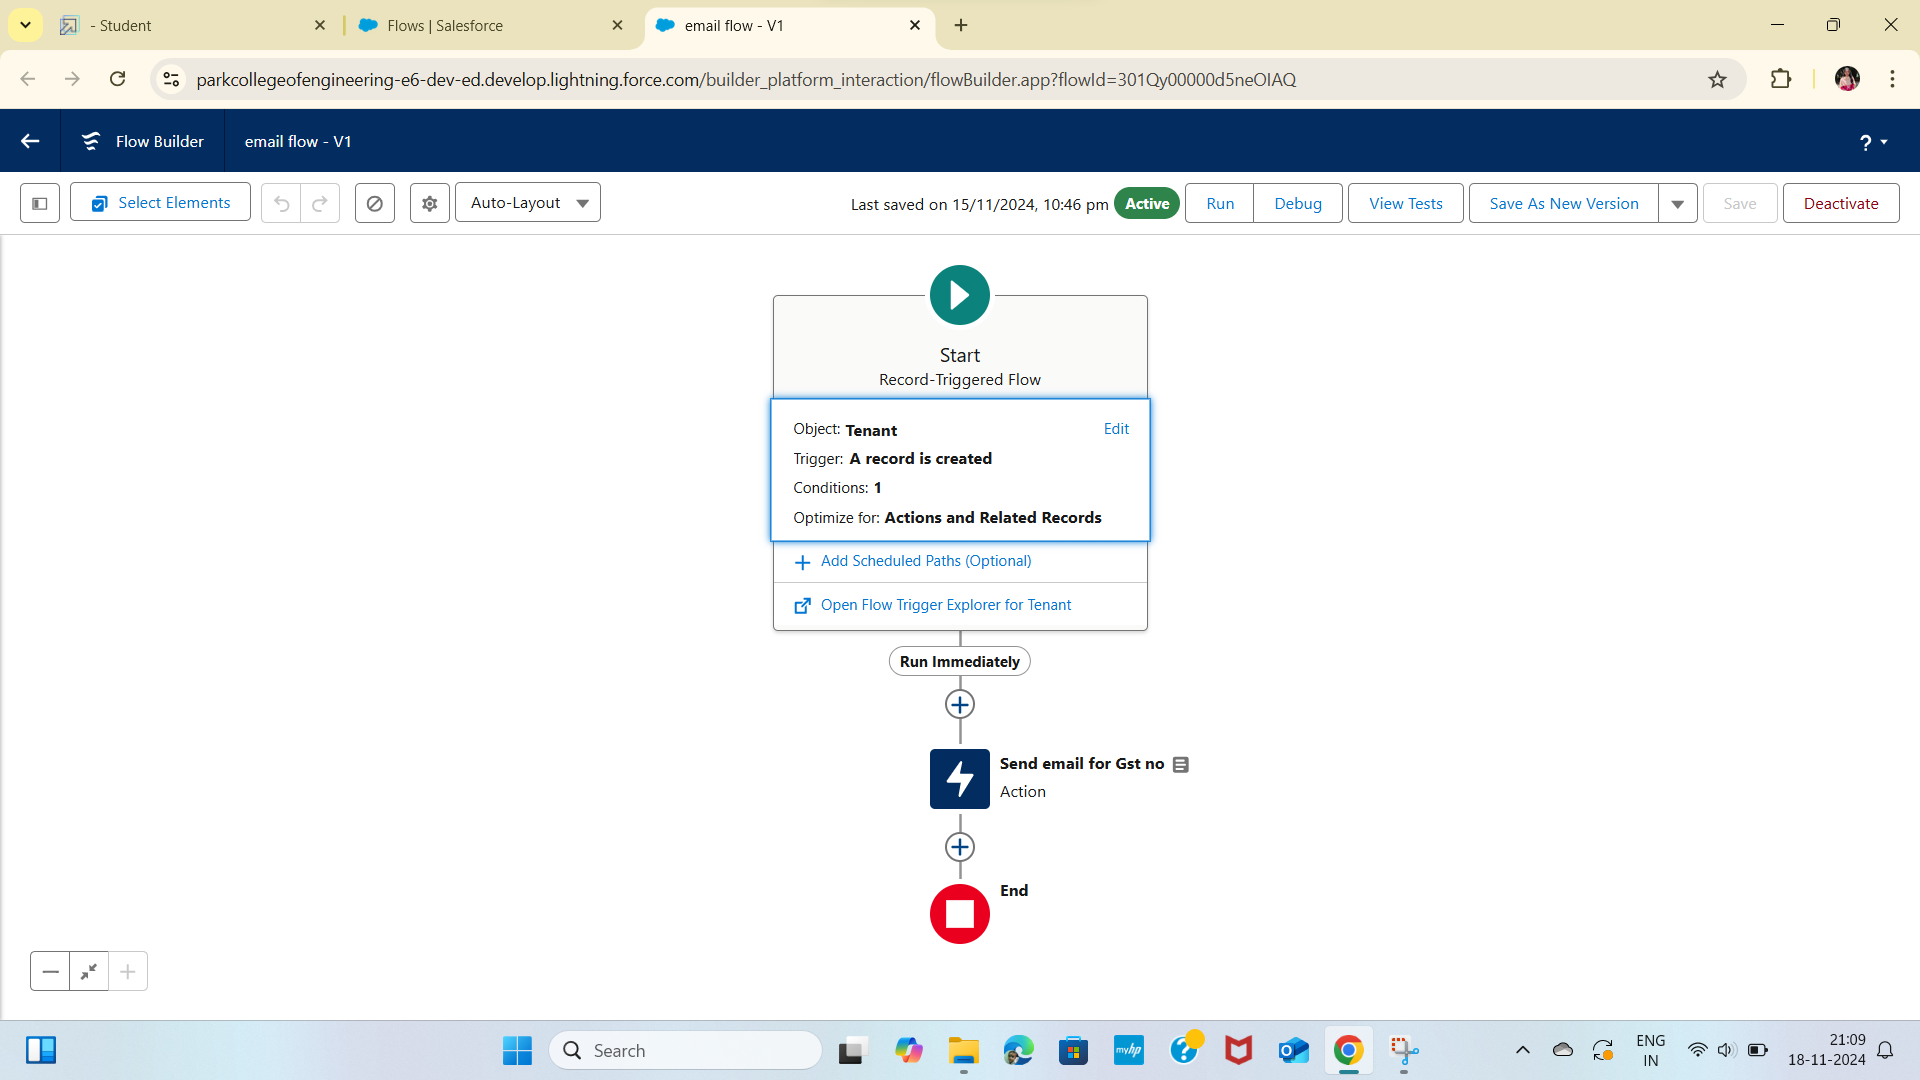 - Student
Flows | Salesforce
email flow - V1
parkcollegeofengineering-e6-dev-ed.develop.lightning.force.com/builder_platform_interaction/flowBuilder.app?flowId=301Qy00000d5neOIAQ
Flow Builder
email flow - V1
?
Select Elements
Auto-Layout
Last saved on 15/11/2024, 10:46 pm
Active
Run
Debug
View Tests
Save As New Version
Save
Deactivate
Start
Record-Triggered Flow
Object: Tenant
Edit
Trigger: A record is created
Conditions: 1
Optimize for: Actions and Related Records
Add Scheduled Paths (Optional)
Open Flow Trigger Explorer for Tenant
Run Immediately
Send email for Gst no
Action
End
Search
myhp
ENG
IN
21:09
18-11-2024